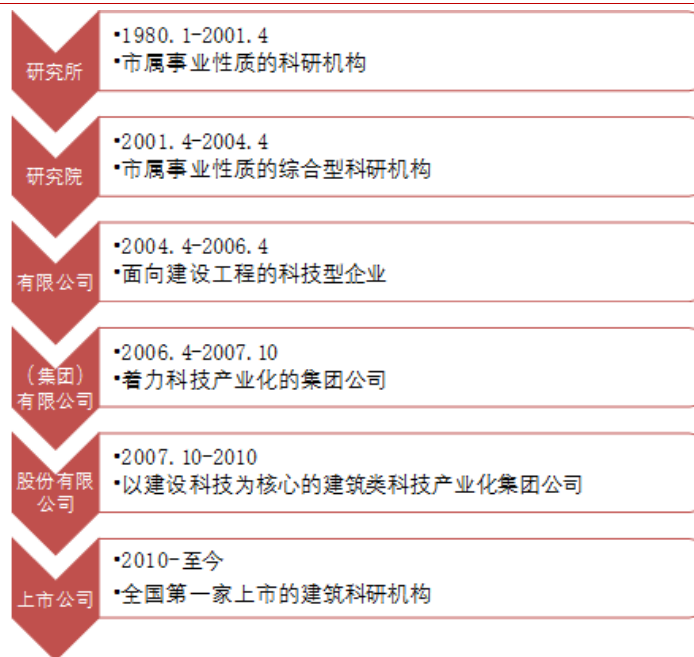 研究所
•1980.1-2001.4
•市属事业性质的科研机构
研究院
•2001.4-2004.4
•市属事业性质的综合型科研机构
有限公司
•2004.4-2006.4
•面向建设工程的科技型企业
（集团）
有限公司
•2006.4-2007.10
•着力科技产业化的集团公司
股份有限
公司
•2007.10-2010
•以建设科技为核心的建筑类科技产业化集团公司
上市公司
•2010-至今
•全国第一家上市的建筑科研机构